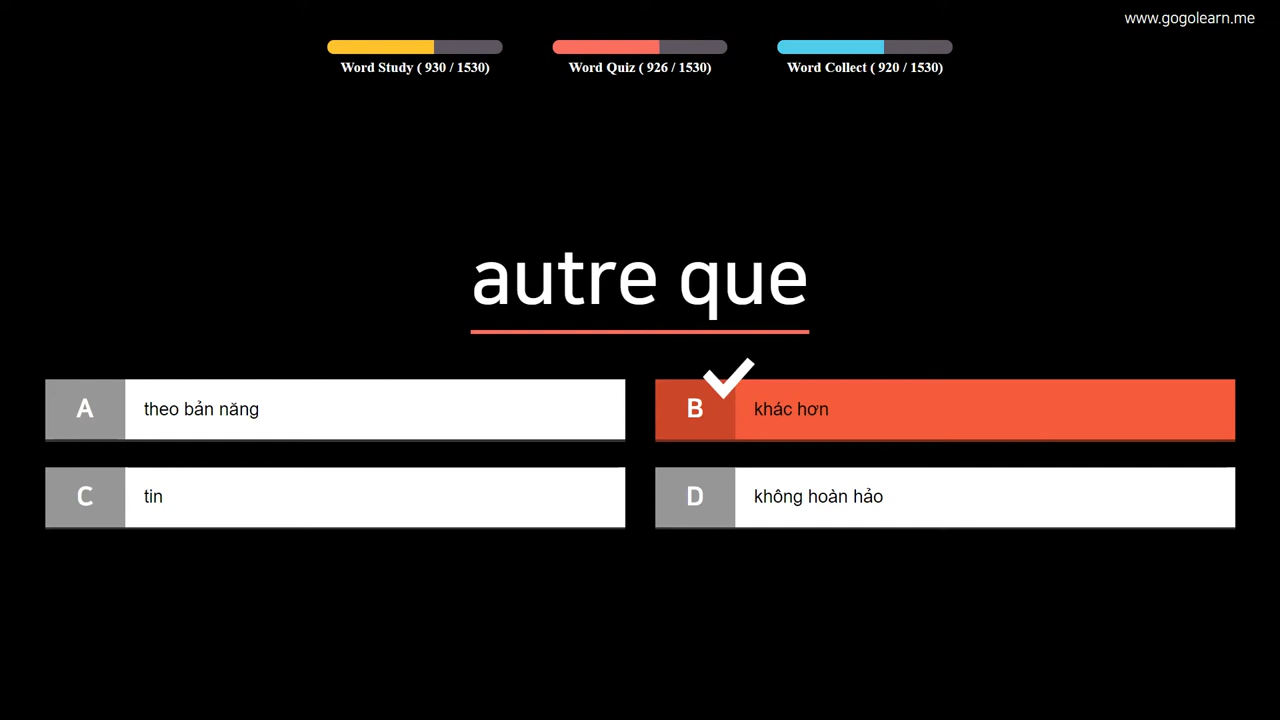 www.gogolearn.me
Word Study ( 930 / 1530)
Word Quiz ( 926 / 1530)
Word Collect ( 920 / 1530)
autre que
A theo bản năng
B khác hơn
C tin
D không hoàn hảo